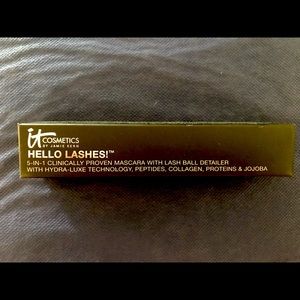 it
COSMETICS
BY JAMIE KERN
HELLO LASHES!™
5-IN-1 CLINICALLY PROVEN MASCARA WITH LASH BALL DETAILER
WITH HYDRA-LUXE TECHNOLOGY, PEPTIDES, COLLAGEN, PROTEINS & JOJOBA